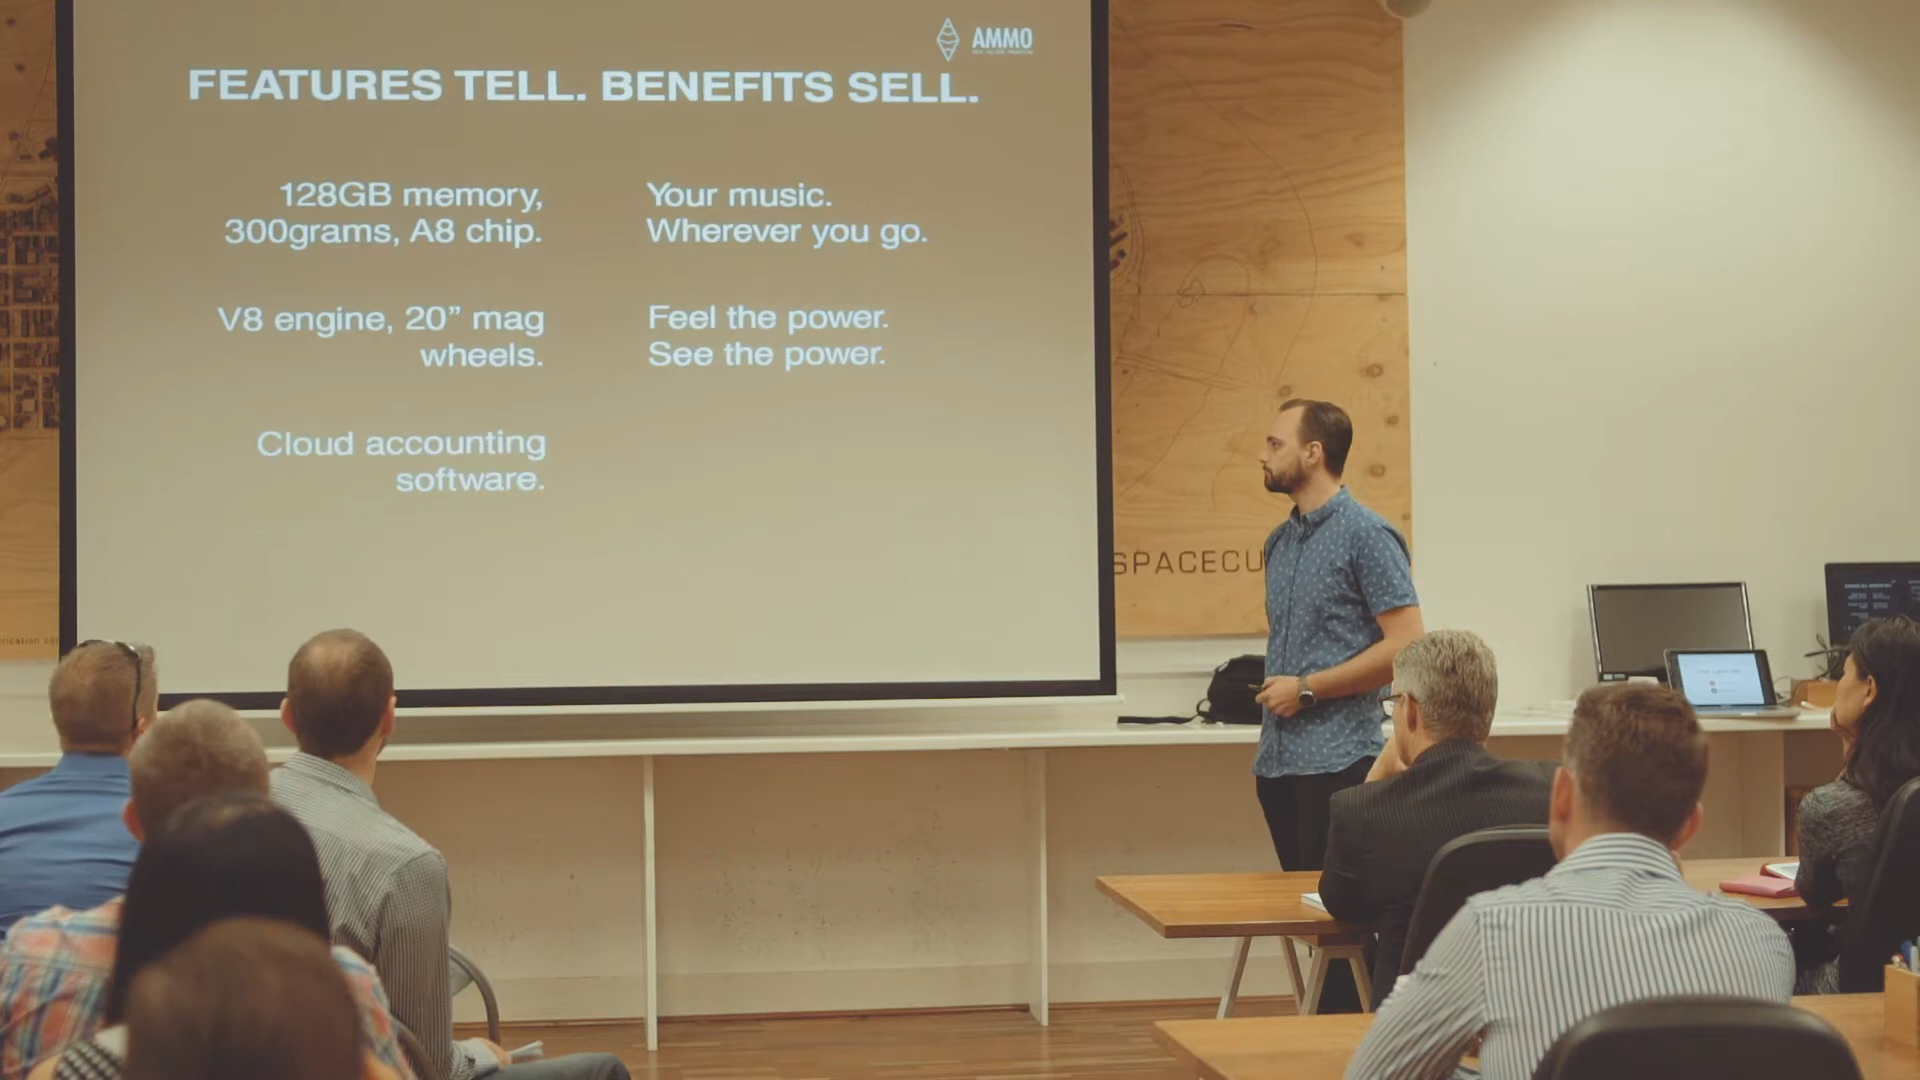 AMMO
FEATURES TELL. BENEFITS SELL.
128GB memory,
300grams, A8 chip.
Your music.
Wherever you go.
V8 engine, 20” mag
wheels.
Feel the power.
See the power.
Cloud accounting
software.
SPACECU